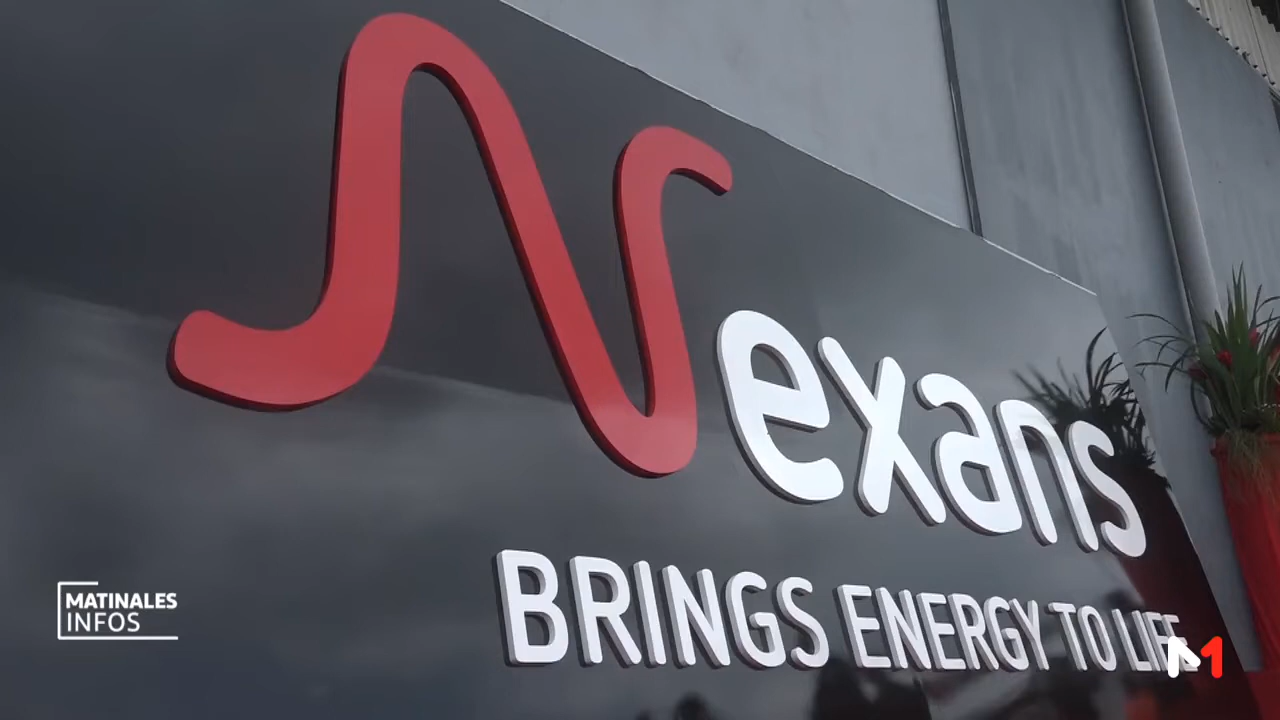 Nexans
BRINGS ENERGY TO LIFE
MATINALES
INFOS
M1